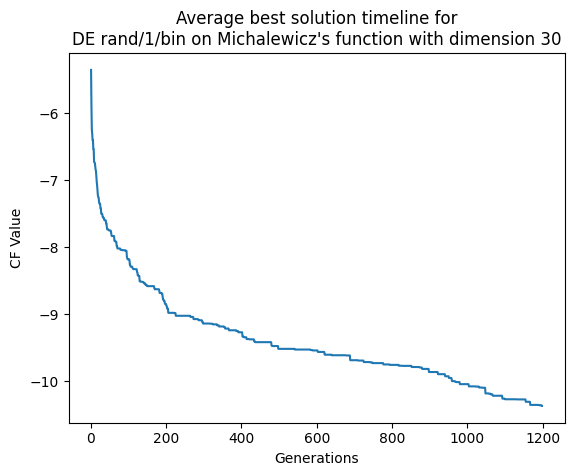 Average best solution timeline for
DE rand/1/bin on Michalewicz's function with dimension 30
−6
−7
−8
−9
−10
CF Value
0 200 400 600 800 1000 1200
Generations